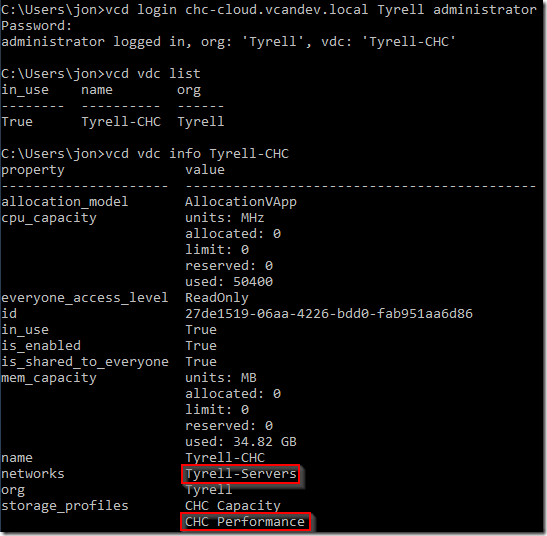 C:\Users\jon>vcd login chc-cloud.vcandev.local Tyrell administrator
Password:
administrator logged in, org: 'Tyrell', vdc: 'Tyrell-CHC'
C:\Users\jon>vcd vdc list
in_use    name        org
--------  ----------  ------
True      Tyrell-CHC  Tyrell
C:\Users\jon>vcd vdc info Tyrell-CHC
property               value
---------------------  --------------------------------------------
allocation_model       AllocationVApp
cpu_capacity           units: MHz
                       allocated: 0
                       limit: 0
                       reserved: 0
                       used: 50400
everyone_access_level  ReadOnly
id                     27de1519-06aa-4226-bdd0-fab951aa6d86
in_use                 True
is_enabled             True
is_shared_to_everyone  True
mem_capacity           units: MB
                       allocated: 0
                       limit: 0
                       reserved: 0
                       used: 34.82 GB
name                   Tyrell-CHC
networks               Tyrell-Servers
org                    Tyrell
storage_profiles       CHC Capacity
                       CHC Performance